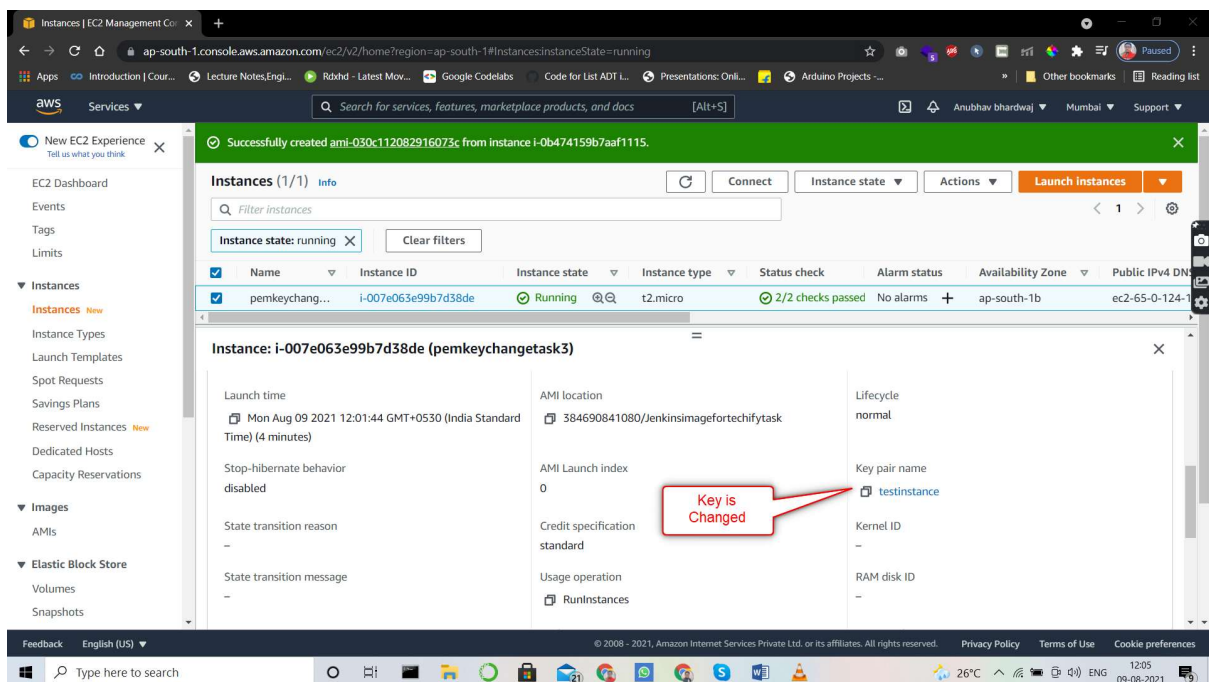 Instances | EC2 Management Con
ap-south-1.console.aws.amazon.com/ec2/v2/home?region=ap-south-1#Instances:instanceState=running
Paused
Apps
Introduction | Cour...
Lecture Notes,Engi...
Rdxhd - Latest Mov...
Google Codelabs
Code for List ADT i...
Presentations: Onli...
Arduino Projects -...
»
Other bookmarks
Reading list
aws
Services ▼
Search for services, features, marketplace products, and docs
[Alt+S]
Anubhav bhardwaj ▼
Mumbai ▼
Support ▼
New EC2 Experience
Tell us what you think
EC2 Dashboard
Events
Tags
Limits
▼ Instances
Instances New
Instance Types
Launch Templates
Spot Requests
Savings Plans
Reserved Instances New
Dedicated Hosts
Capacity Reservations
▼ Images
AMIs
▼ Elastic Block Store
Volumes
Snapshots
Successfully created ami-030c112082916073c from instance i-0b474159b7aaf1115.
Instances (1/1) Info
Connect
Instance state ▼
Actions ▼
Launch instances ▼
Filter instances
< 1 >
Instance state: running X
Clear filters
Name
Instance ID
Instance state
Instance type
Status check
Alarm status
Availability Zone
Public IPv4 DNS
pemkeychang...
i-007e063e99b7d38de
Running
t2.micro
2/2 checks passed
No alarms +
ap-south-1b
ec2-65-0-124-1
Instance: i-007e063e99b7d38de (pemkeychangetask3)
Launch time
Mon Aug 09 2021 12:01:44 GMT+0530 (India Standard
Time) (4 minutes)
AMI location
384690841080/Jenkinsimagefortechifytask
Lifecycle
normal
Stop-hibernate behavior
disabled
AMI Launch index
0
Key pair name
testinstance
Key is
Changed
State transition reason
–
Credit specification
standard
Kernel ID
–
State transition message
–
Usage operation
RunInstances
RAM disk ID
–
Feedback
English (US) ▼
© 2008 - 2021, Amazon Internet Services Private Ltd. or its affiliates. All rights reserved.
Privacy Policy
Terms of Use
Cookie preferences
Type here to search
21
26°C
ENG
12:05
09-08-2021
9